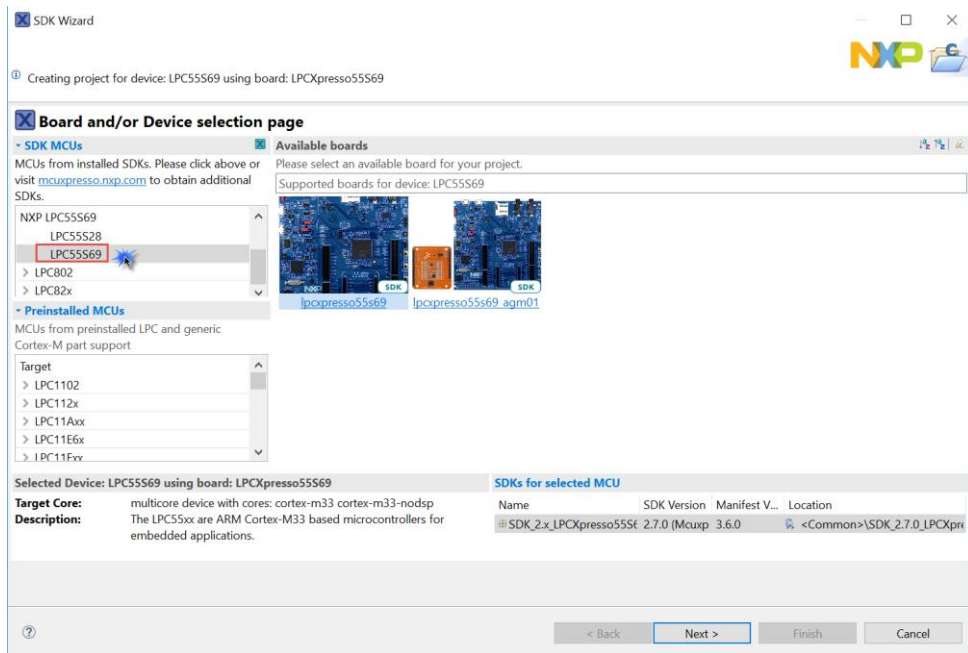 SDK Wizard
NXP
Creating project for device: LPC55S69 using board: LPCXpresso55S69
Board and/or Device selection page
SDK MCUs
MCUs from installed SDKs. Please click above or
visit mcuxpresso.nxp.com to obtain additional
SDKs.
NXP LPC55S69
LPC55S28
LPC55S69
> LPC802
> LPC82x
Preinstalled MCUs
MCUs from preinstalled LPC and generic
Cortex-M part support
Target
> LPC1102
> LPC112x
> LPC11Axx
> LPC11E6x
> LPC11Exx
Available boards
Please select an available board for your project.
Supported boards for device: LPC55S69
NXP SDK SDK
lpcxpresso55s69 lpcxpresso55s69_agm01
Selected Device: LPC55S69 using board: LPCXpresso55S69
Target Core: multicore device with cores: cortex-m33 cortex-m33-nodsp
Description: The LPC55xx are ARM Cortex-M33 based microcontrollers for
embedded applications.
SDKs for selected MCU
Name SDK Version Manifest V... Location
SDK_2.x_LPCXpresso55S6 2.7.0 (Mcuxp 3.6.0 <Common>\SDK_2.7.0_LPCXpre
< Back Next > Finish Cancel